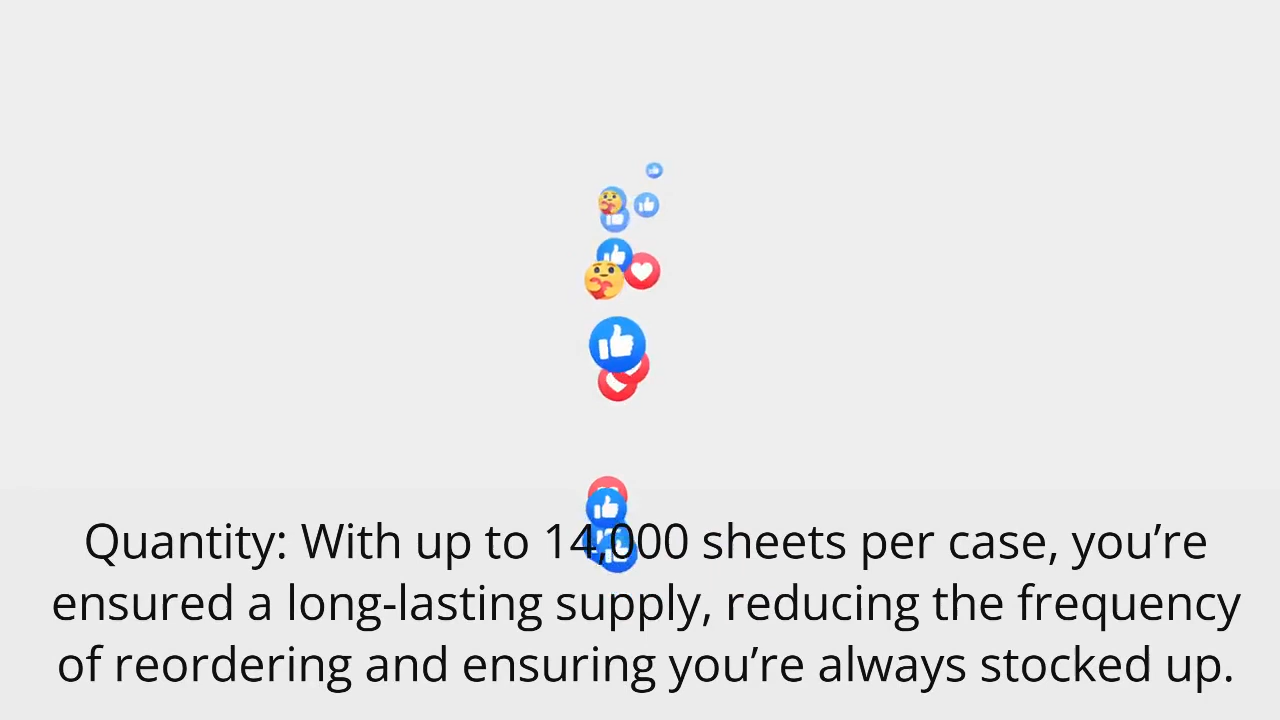 Quantity: With up to 14,000 sheets per case, you’re
ensured a long-lasting supply, reducing the frequency
of reordering and ensuring you’re always stocked up.